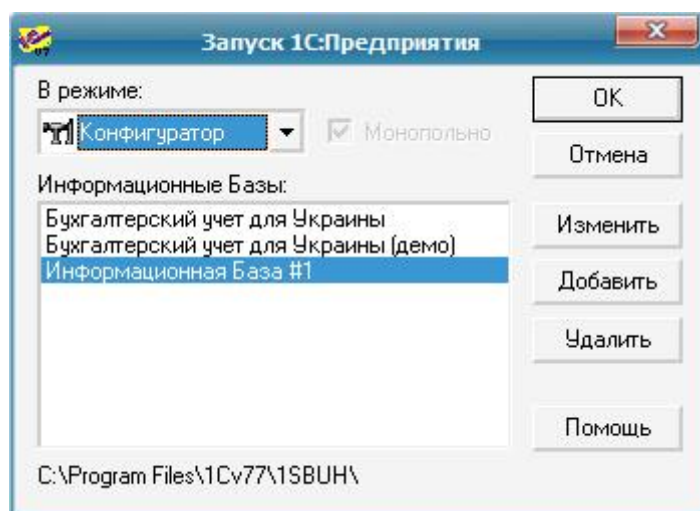 Запуск 1С:Предприятия
В режиме:
Конфигуратор
Монопольно
Информационные Базы:
Бухгалтерский учет для Украины
Бухгалтерский учет для Украины (демо)
Информационная База #1
OK
Отмена
Изменить
Добавить
Удалить
Помощь
C:\Program Files\1Cv77\1SBUH\